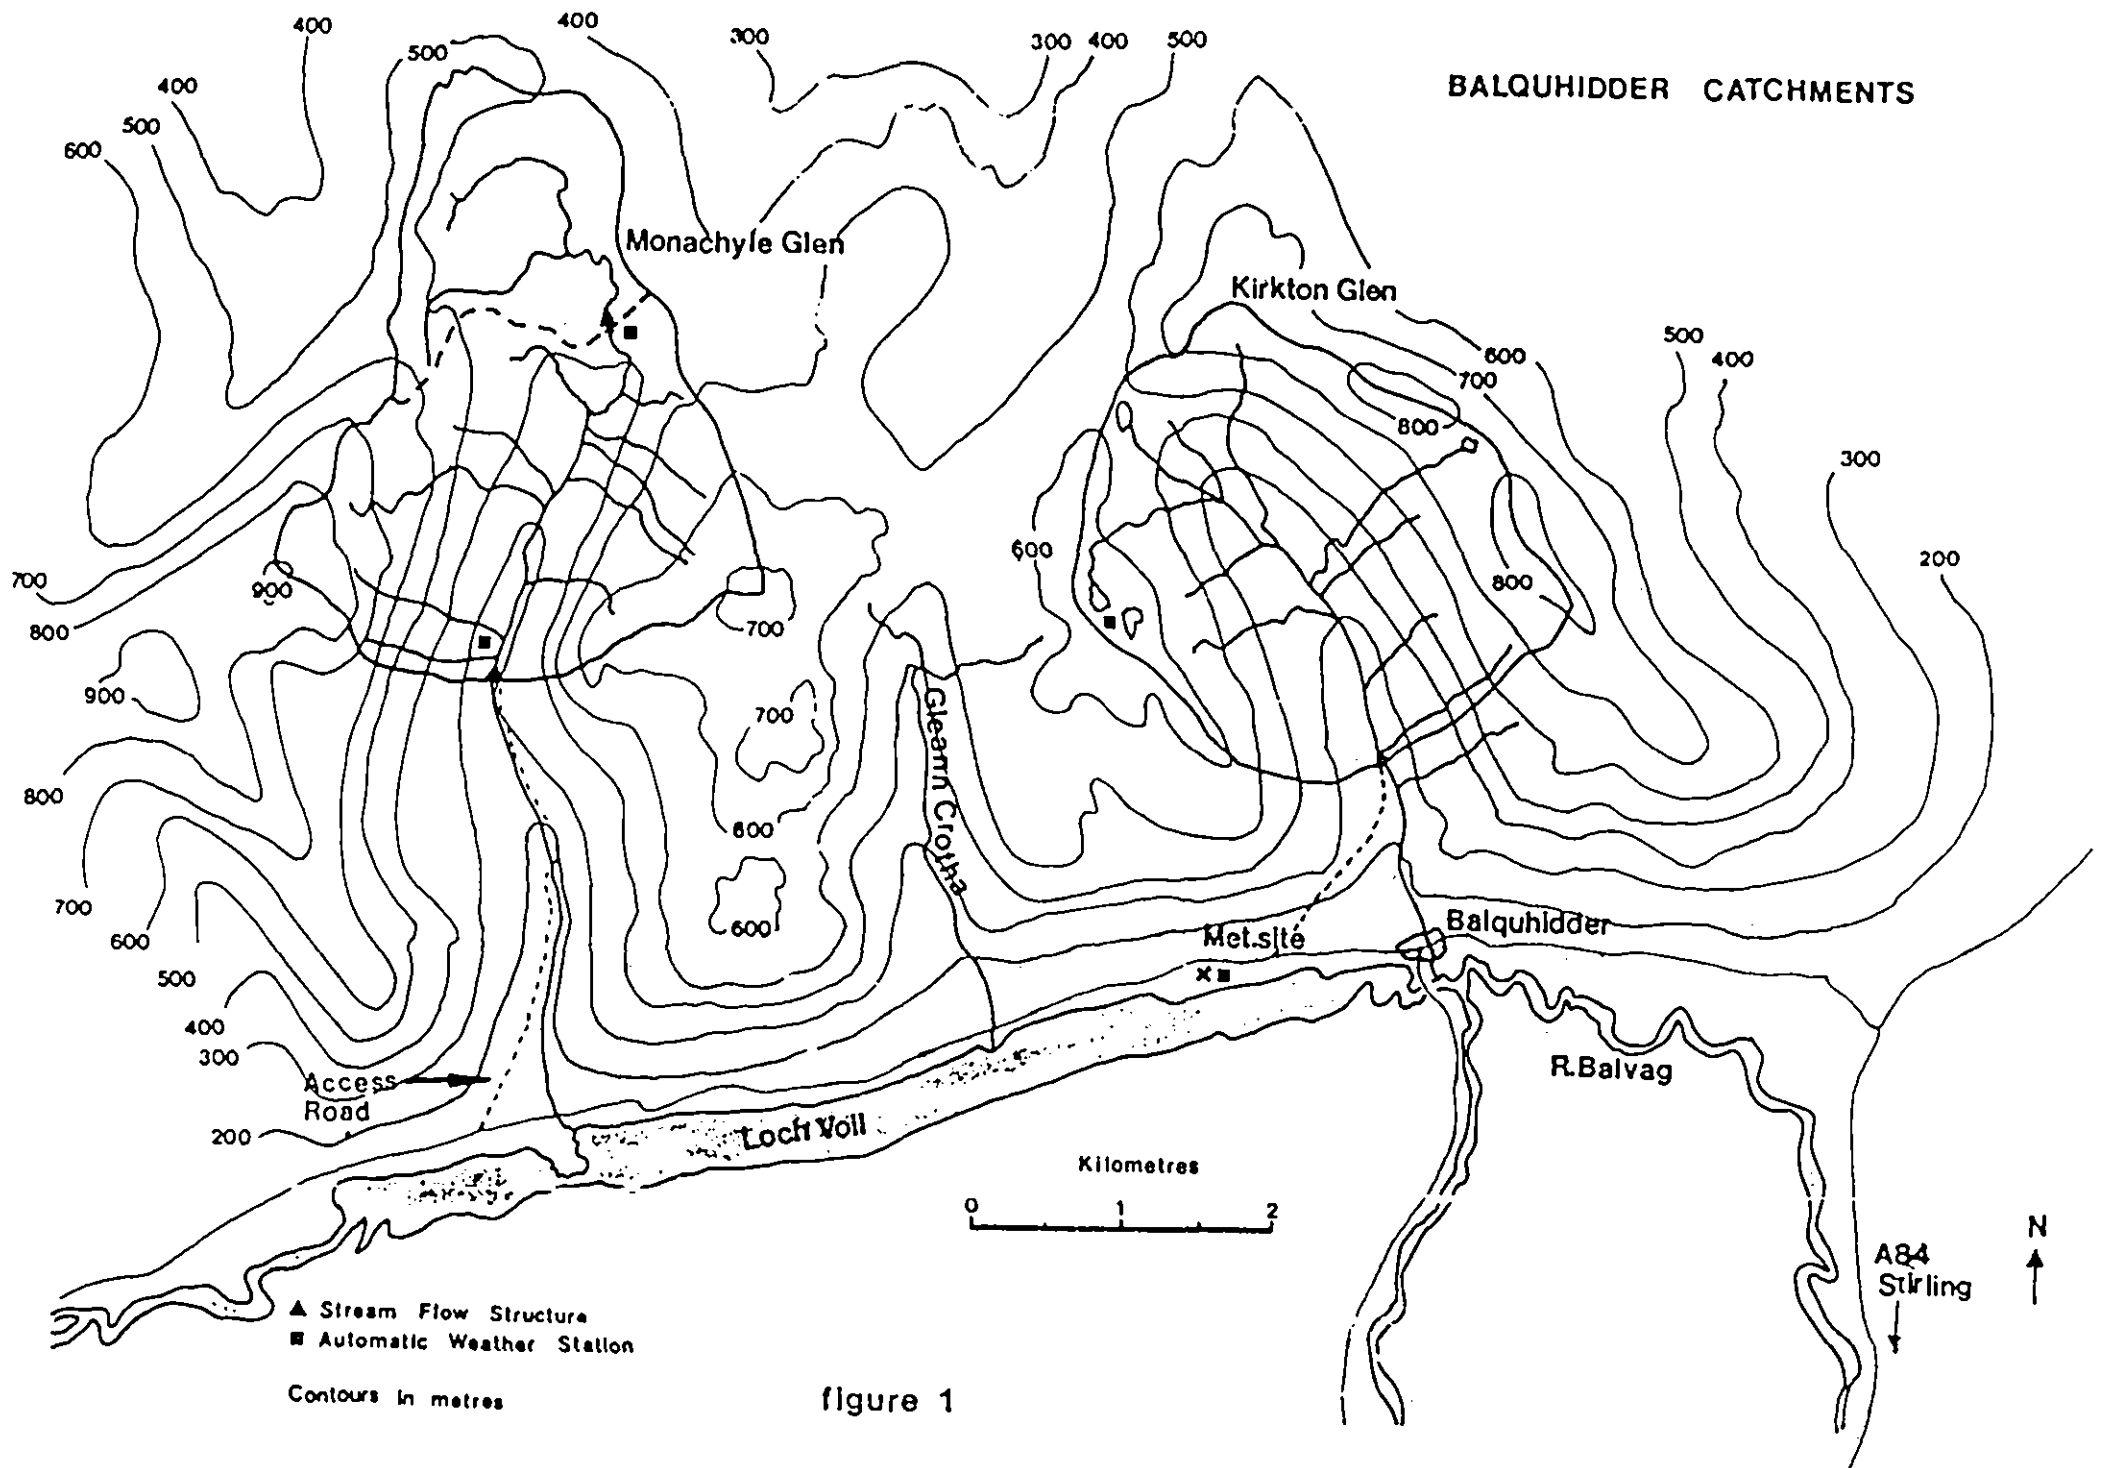 400
400
500
300
300 400 500
BALQUHIDDER CATCHMENTS
400
500
600
Monachyle Glen
Kirkton Glen
600
500
400
700
800
300
200
600
800
700
900
800
700
900
700
Gleann Crotha
800
600
700
600
600
Met.site
Balquhidder
500
400
300
Access
Road
200
R.Balvag
Loch Voil
Kilometres
0 1 2
N
A84
Stirling
Stream Flow Structure
Automatic Weather Station
Contours in metres
figure 1